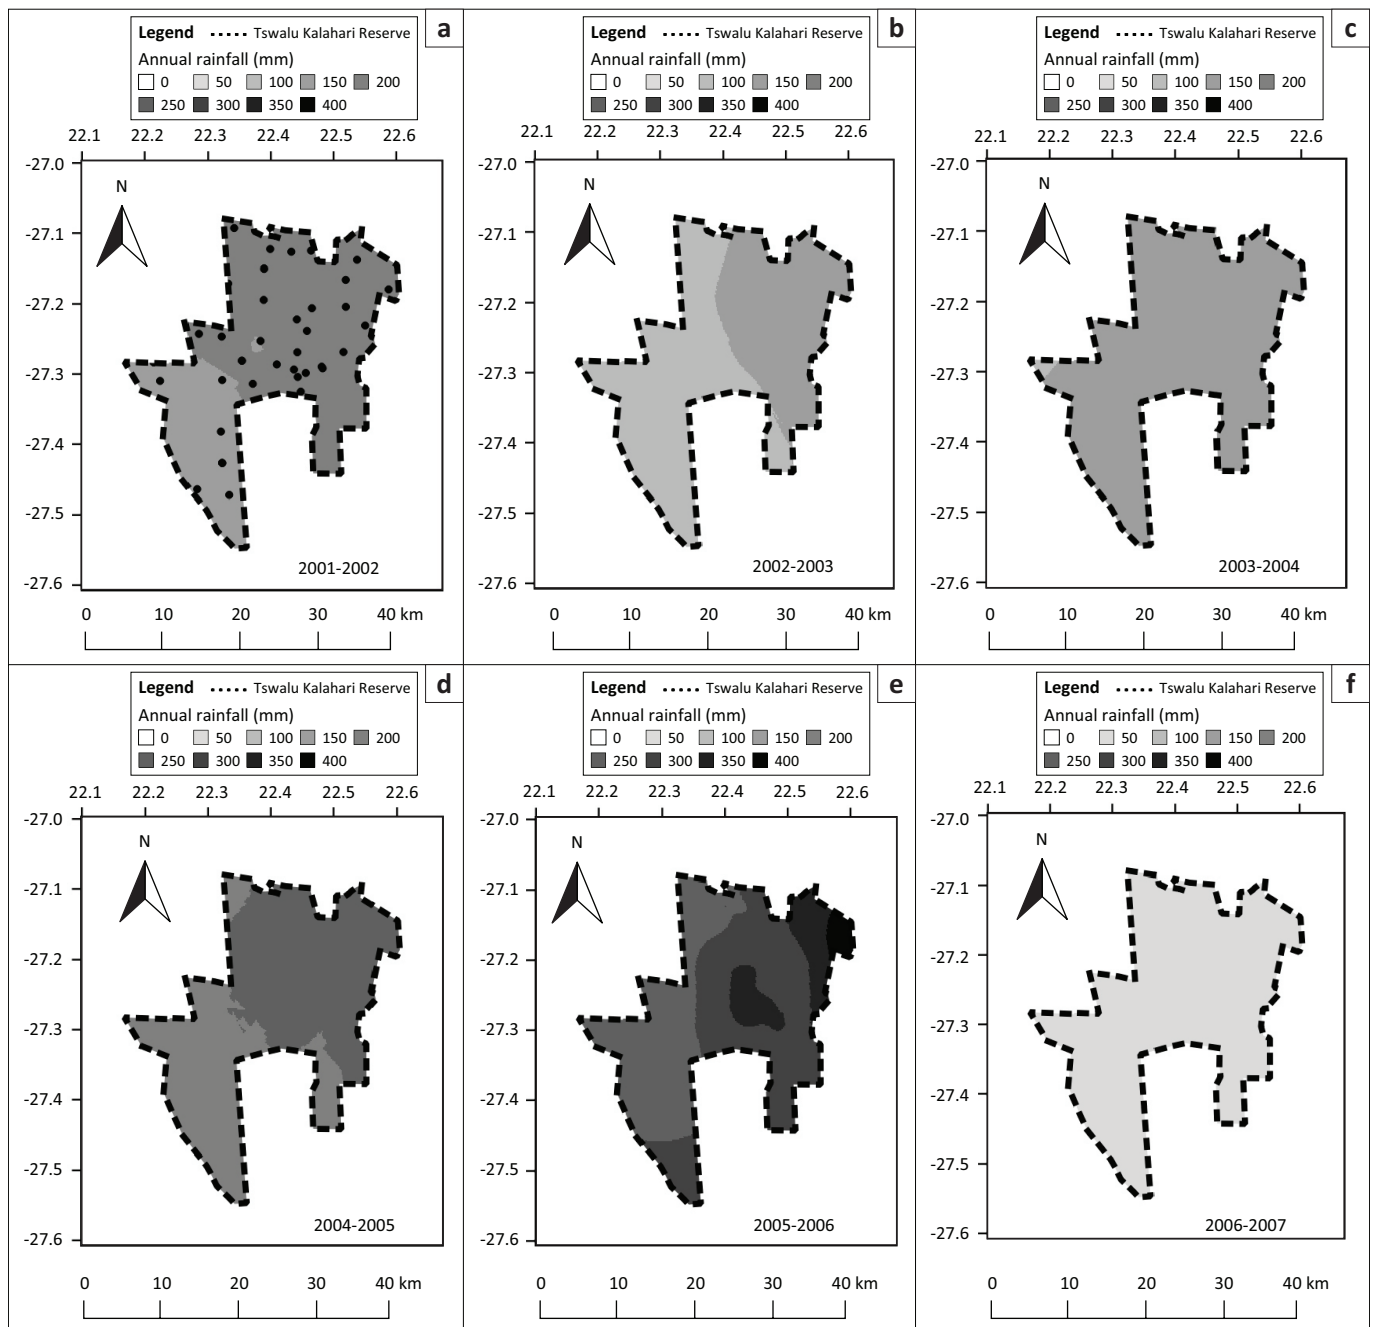 a
Legend Tswalu Kalahari Reserve
Annual rainfall (mm)
0 50 100 150 200
250 300 350 400
22.1 22.2 22.3 22.4 22.5 22.6
-27.0
N
-27.1
-27.2
-27.3
-27.4
-27.5
2001-2002
-27.6
0 10 20 30 40 km
b
Legend Tswalu Kalahari Reserve
Annual rainfall (mm)
0 50 100 150 200
250 300 350 400
22.1 22.2 22.3 22.4 22.5 22.6
-27.0
N
-27.1
-27.2
-27.3
-27.4
-27.5
2002-2003
-27.6
0 10 20 30 40 km
c
Legend Tswalu Kalahari Reserve
Annual rainfall (mm)
0 50 100 150 200
250 300 350 400
22.1 22.2 22.3 22.4 22.5 22.6
-27.0
N
-27.1
-27.2
-27.3
-27.4
-27.5
2003-2004
-27.6
0 10 20 30 40 km
d
Legend Tswalu Kalahari Reserve
Annual rainfall (mm)
0 50 100 150 200
250 300 350 400
22.1 22.2 22.3 22.4 22.5 22.6
-27.0
N
-27.1
-27.2
-27.3
-27.4
-27.5
2004-2005
-27.6
0 10 20 30 40 km
e
Legend Tswalu Kalahari Reserve
Annual rainfall (mm)
0 50 100 150 200
250 300 350 400
22.1 22.2 22.3 22.4 22.5 22.6
-27.0
N
-27.1
-27.2
-27.3
-27.4
-27.5
2005-2006
-27.6
0 10 20 30 40 km
f
Legend Tswalu Kalahari Reserve
Annual rainfall (mm)
0 50 100 150 200
250 300 350 400
22.1 22.2 22.3 22.4 22.5 22.6
-27.0
N
-27.1
-27.2
-27.3
-27.4
-27.5
2006-2007
-27.6
0 10 20 30 40 km